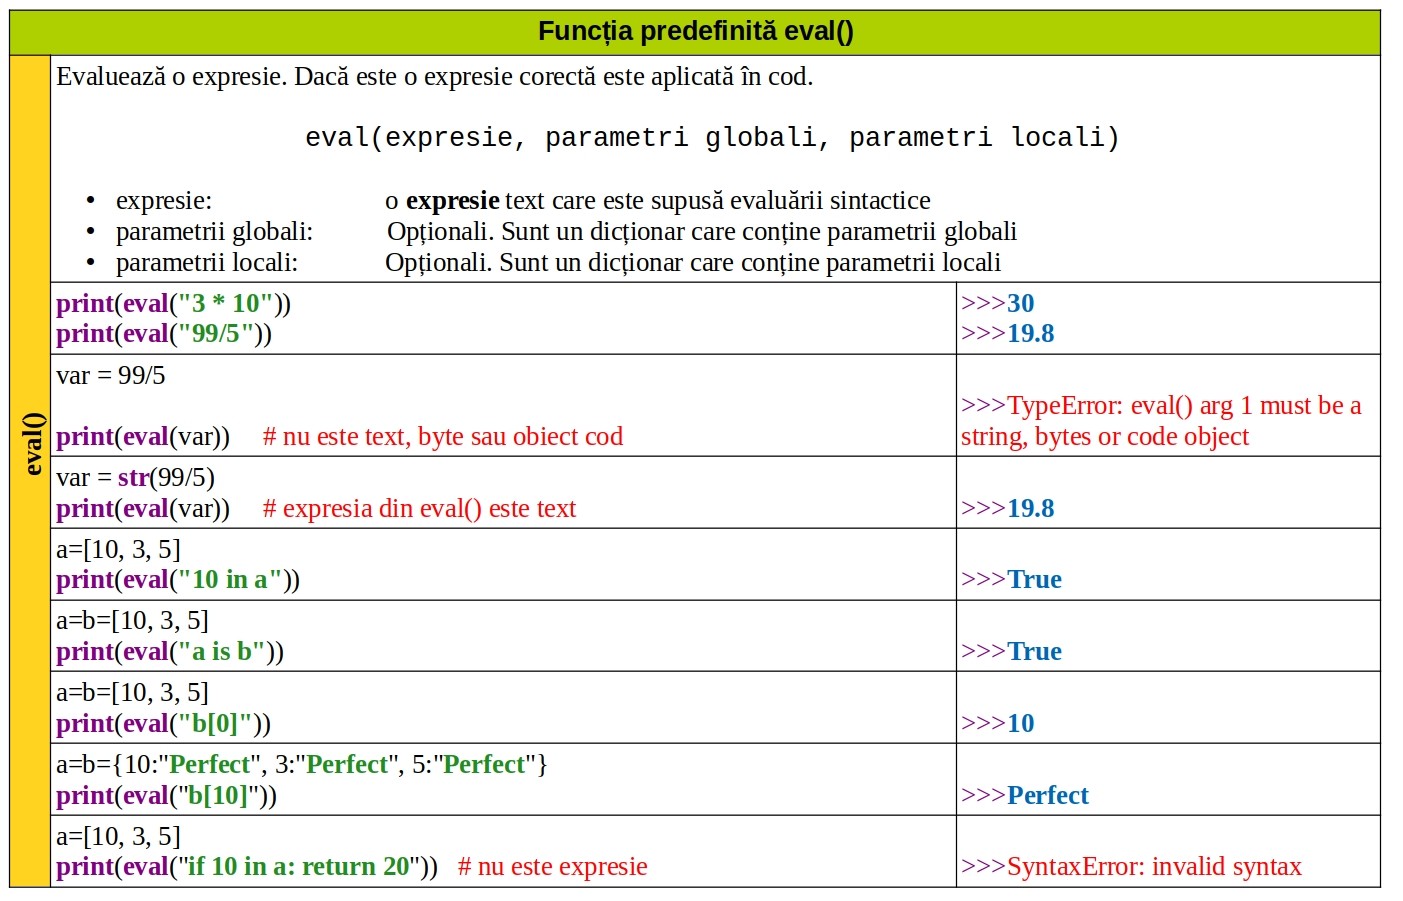 Funcția predefinită eval()
eval()
Evaluează o expresie. Dacă este o expresie corectă este aplicată în cod.
eval(expresie, parametri globali, parametri locali)
• expresie: o expresie text care este supusă evaluării sintactice
• parametrii globali: Opționali. Sunt un dicționar care conține parametrii globali
• parametrii locali: Opționali. Sunt un dicționar care conține parametrii locali
print(eval("3 * 10")) >>>30
print(eval("99/5")) >>>19.8
var = 99/5
>>>TypeError: eval() arg 1 must be a
print(eval(var)) # nu este text, byte sau obiect cod string, bytes or code object
var = str(99/5)
print(eval(var)) # expresia din eval() este text >>>19.8
a=[10, 3, 5]
print(eval("10 in a")) >>>True
a=b=[10, 3, 5]
print(eval("a is b")) >>>True
a=b=[10, 3, 5]
print(eval("b[0]")) >>>10
a=b={10:"Perfect", 3:"Perfect", 5:"Perfect"}
print(eval("b[10]")) >>>Perfect
a=[10, 3, 5]
print(eval("if 10 in a: return 20")) # nu este expresie >>>SyntaxError: invalid syntax